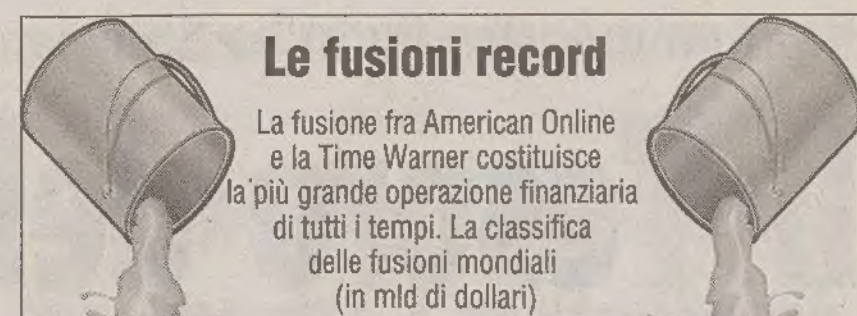 Le fusioni record
La fusione fra American Online
e la Time Warner costituisce
la più grande operazione finanziaria
di tutti i tempi. La classifica
delle fusioni mondiali
(in mld di dollari)